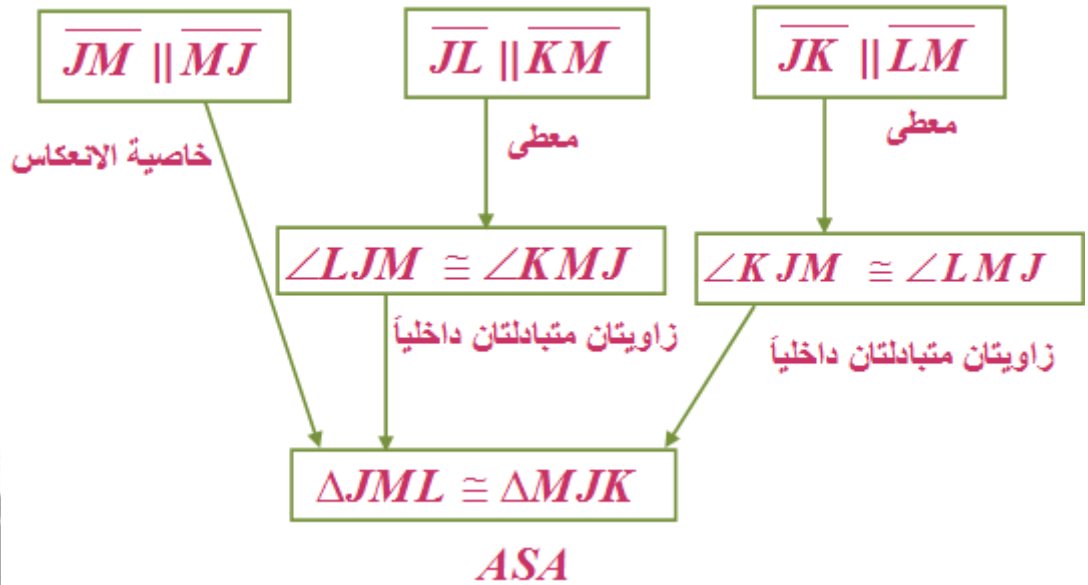 JM || MJ
JL || KM
JK || LM
خاصية الانعكاس
معطى
معطى
∠LJM ≅ ∠KMJ
∠KJM ≅ ∠LMJ
زاويتان متبادلتان داخلياً
زاويتان متبادلتان داخلياً
ΔJML ≅ ΔMJK
ASA